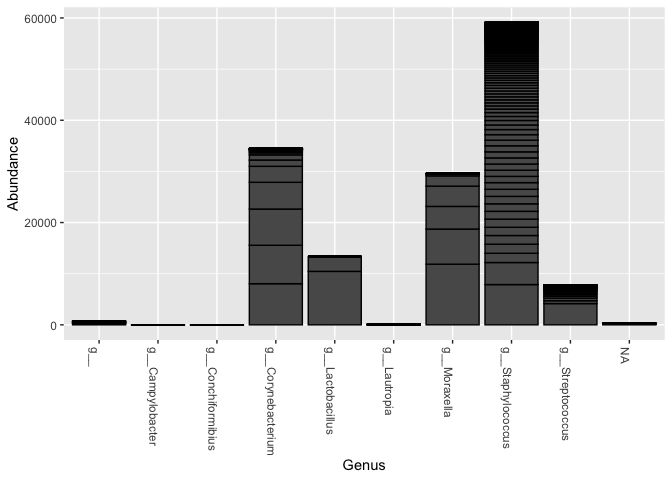 60000
40000
20000
0
Abundance
g__
g__Campylobacter
g__Conchiformibius
g__Corynebacterium
g__Lactobacillus
g__Lautropia
g__Moraxella
g__Staphylococcus
g__Streptococcus
NA
Genus